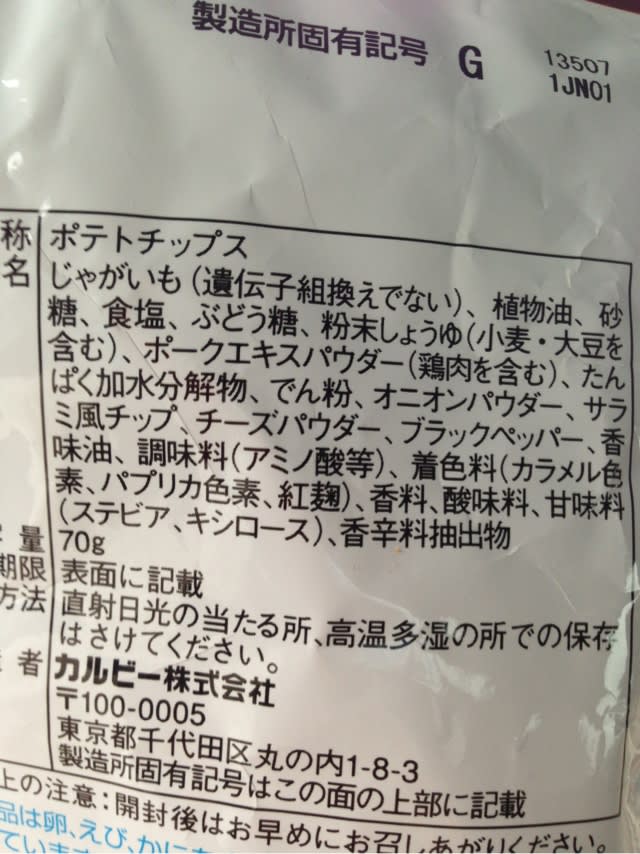 製造所固有記号 G
13507
1JN01
称 ポテトチップス
名 じゃがいも(遺伝子組換えでない)、植物油、砂
糖、食塩、ぶどう糖、粉末しょうゆ(小麦・大豆を
含む)、ポークエキスパウダー(鶏肉を含む)、たん
ぱく加水分解物、でん粉、オニオンパウダー、サラ
ミ風チップ、チーズパウダー、ブラックペッパー、香
味油、調味料(アミノ酸等)、着色料(カラメル色
素、パプリカ色素、紅麹)、香料、酸味料、甘味料
(ステビア、キシロース)、香辛料抽出物
量 70g
期限 表面に記載
方法 直射日光の当たる所、高温多湿の所での保存
はさけてください。
者 カルビー株式会社
〒100-0005
東京都千代田区丸の内1-8-3
製造所固有記号はこの面の上部に記載
上の注意:開封後はお早めにお召しあがりください。
品は卵、えび、かに
ています